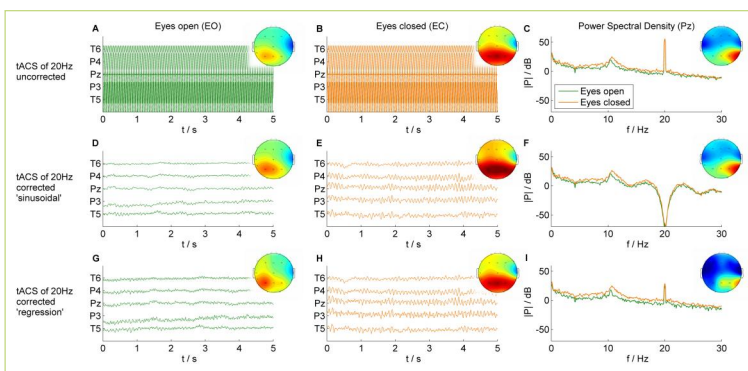 Eyes open (EO)
Eyes closed (EC)
Power Spectral Density (Pz)
A
B
C
tACS of 20Hz
uncorrected
T6
P4
Pz
P3
T5
0 1 2 3 4 5
t / s
T6
P4
Pz
P3
T5
0 1 2 3 4 5
t / s
|P| / dB
50
0
-50
Eyes open
Eyes closed
0 10 20 30
f / Hz
D
E
F
tACS of 20Hz
corrected
'sinusoidal'
T6
P4
Pz
P3
T5
0 1 2 3 4 5
t / s
T6
P4
Pz
P3
T5
0 1 2 3 4 5
t / s
|P| / dB
50
0
-50
0 10 20 30
f / Hz
G
H
I
tACS of 20Hz
corrected
'regression'
T6
P4
Pz
P3
T5
0 1 2 3 4 5
t / s
T6
P4
Pz
P3
T5
0 1 2 3 4 5
t / s
|P| / dB
50
0
-50
0 10 20 30
f / Hz